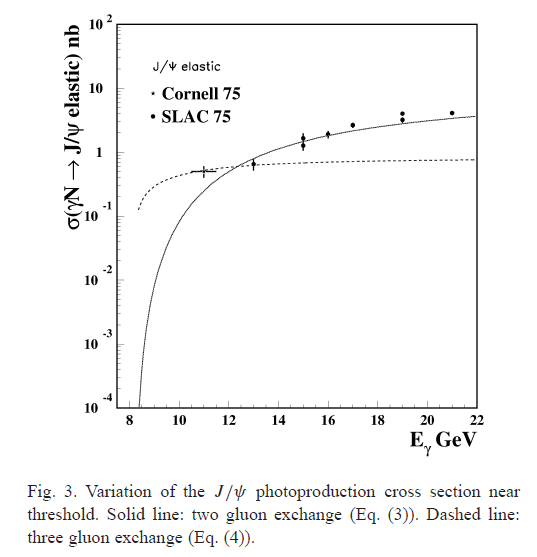 10 2
J/ψ elastic
⋆ Cornell 75
• SLAC 75
10
1
10 -1
10 -2
10 -3
10 -4
σ(γN → J/ψ elastic) nb
8 10 12 14 16 18 20 22
Eγ GeV
Fig. 3. Variation of the J/ψ photoproduction cross section near
threshold. Solid line: two gluon exchange (Eq. (3)). Dashed line:
three gluon exchange (Eq. (4)).